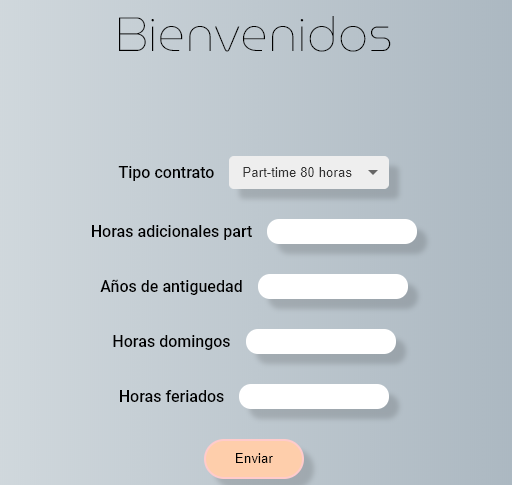 Bienvenidos
Tipo contrato Part-time 80 horas
Horas adicionales part
Años de antiguedad
Horas domingos
Horas feriados
Enviar